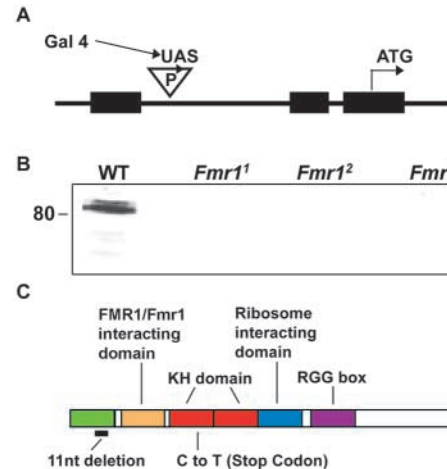 A
Gal 4
UAS
ATG
P
B
WT
Fmr1¹
Fmr1²
Fmr
80
C
FMR1/Fmr1
interacting
domain
Ribosome
interacting
domain
KH domain
RGG box
11nt deletion
C to T (Stop Codon)